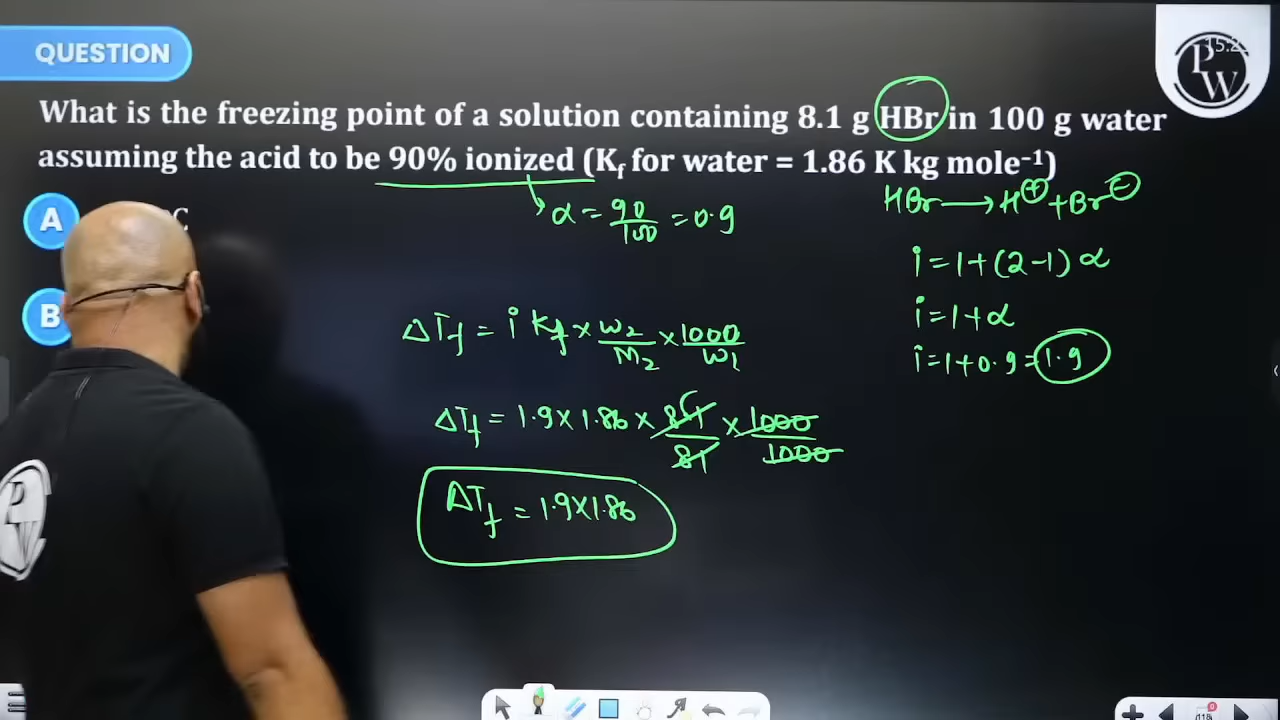 QUESTION
15:2
PW
What is the freezing point of a solution containing 8.1 g HBr in 100 g water
assuming the acid to be 90% ionized (Kf for water = 1.86 K kg mole⁻¹)
HBr ⟶ H⊕ + Br⊖
A
C
α = 90/100 = 0.9
i = 1 + (2-1) α
B
ΔTf = i Kf × W2/M2 × 1000/W1
i = 1 + α
i = 1 + 0.9 = 1.9
ΔTf = 1.9 × 1.86 × 81/81 × 1000/1000
ΔTf = 1.9 × 1.86
PW